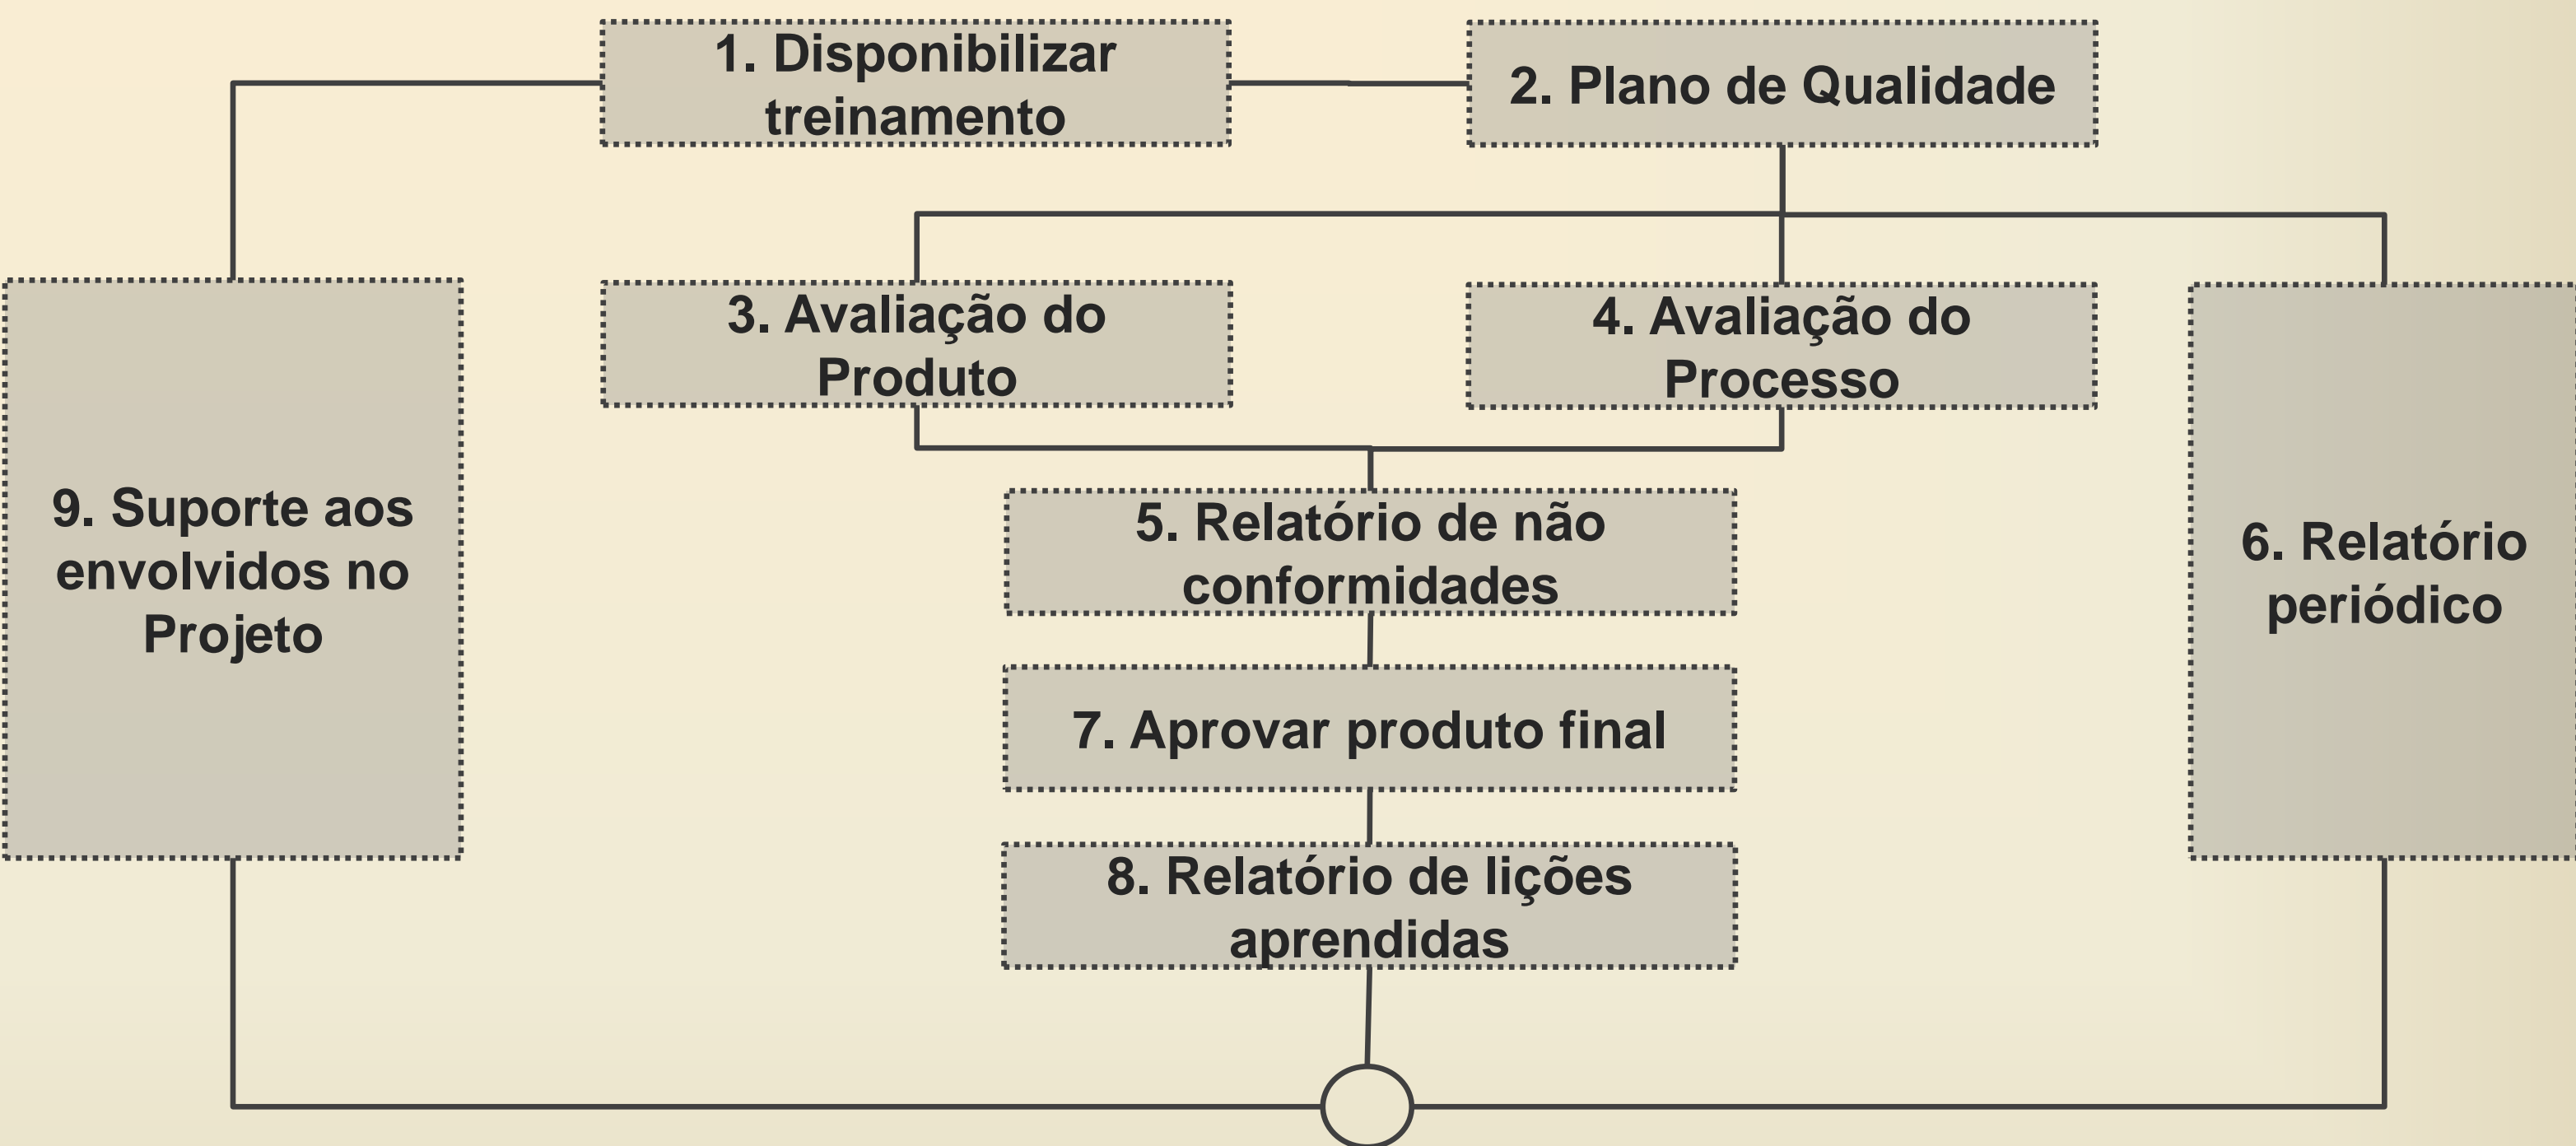 1. Disponibilizar
treinamento
2. Plano de Qualidade
3. Avaliação do
Produto
4. Avaliação do
Processo
5. Relatório de não
conformidades
6. Relatório
periódico
7. Aprovar produto final
8. Relatório de lições
aprendidas
9. Suporte aos
envolvidos no
Projeto